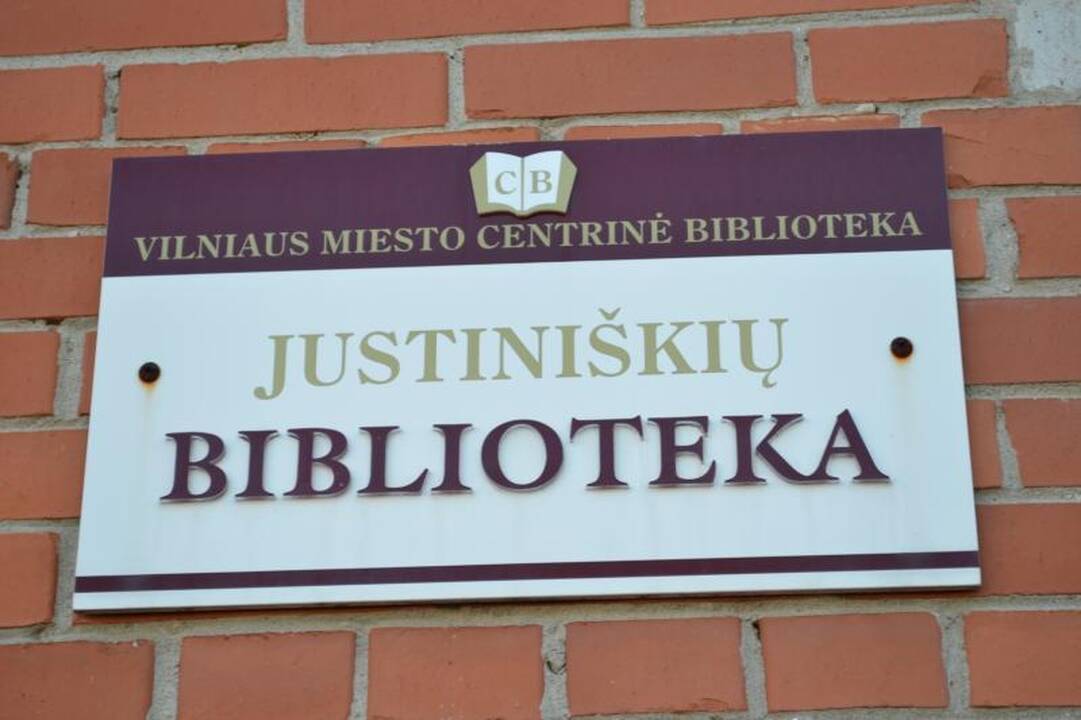 CB
VILNIAUS MIESTO CENTRINĖ BIBLIOTEKA
JUSTINIŠKIŲ
BIBLIOTEKA